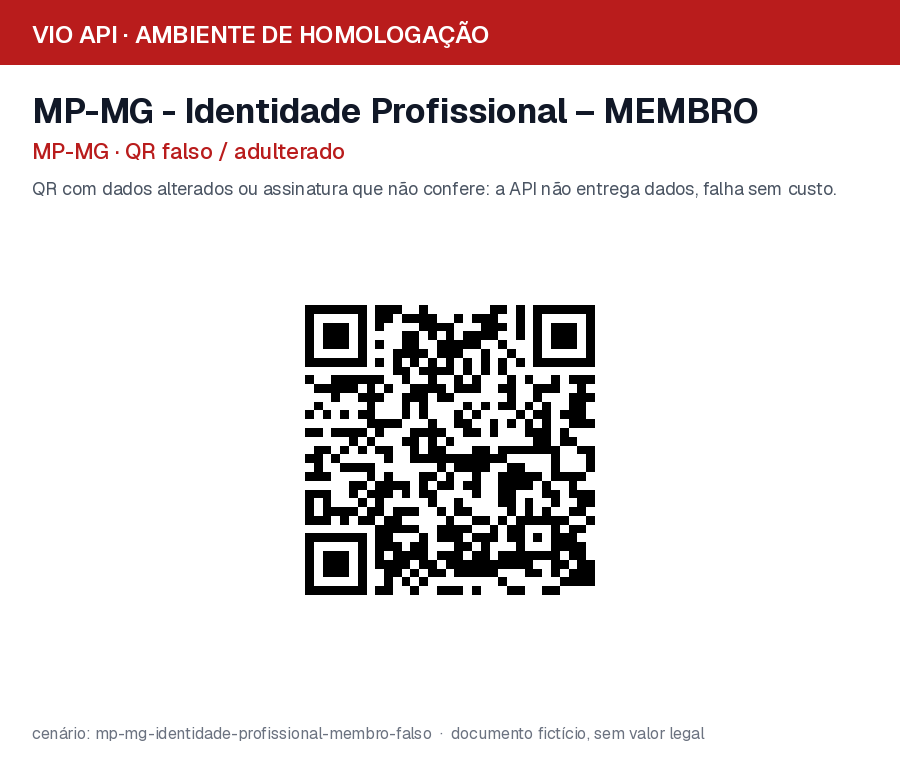 VIO API · AMBIENTE DE HOMOLOGAÇÃO
MP-MG - Identidade Profissional – MEMBRO
MP-MG · QR falso / adulterado
QR com dados alterados ou assinatura que não confere: a API não entrega dados, falha sem custo.
cenário: mp-mg-identidade-profissional-membro-falso · documento fictício, sem valor legal